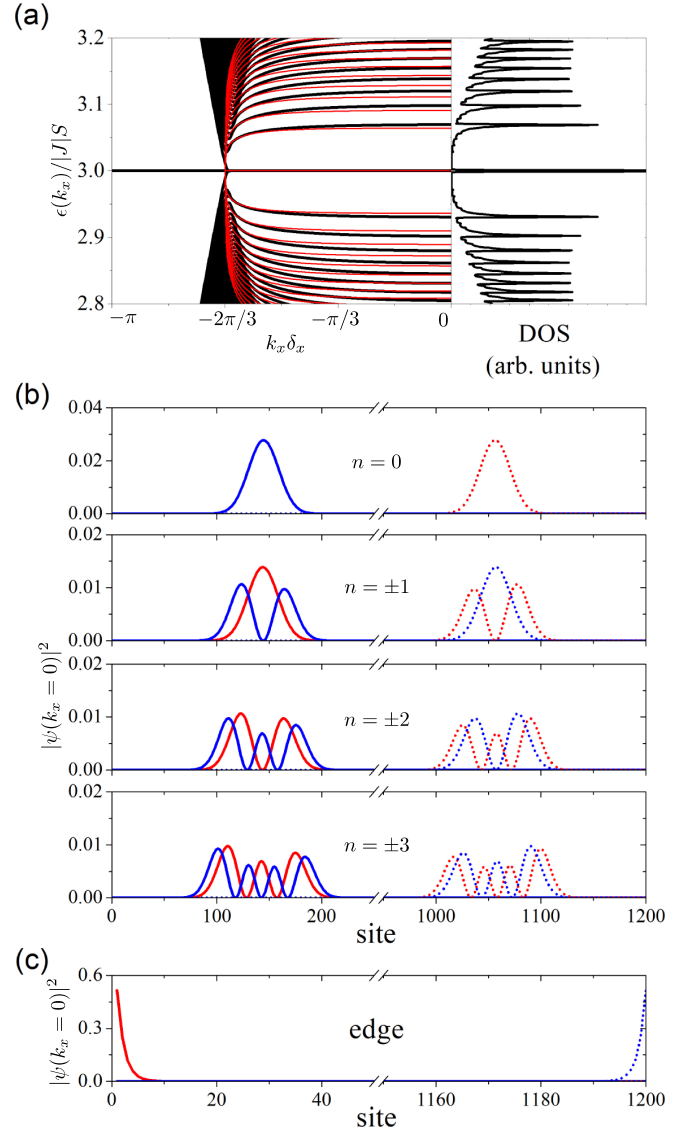 (a)
3.2
3.1
3.0
2.9
2.8
ϵ(kₓ)/|J|S
−π
−2π/3
−π/3
0
kₓδₓ
DOS
(arb. units)
(b)
0.04
0.02
0.00
n = 0
0.02
0.01
0.00
n = ±1
0.02
0.01
0.00
n = ±2
0.02
0.01
0.00
n = ±3
|ψ(kₓ = 0)|²
0
100
200
1000
1100
1200
site
(c)
0.6
0.3
0.0
|ψ(kₓ = 0)|²
edge
0
20
40
1160
1180
1200
site